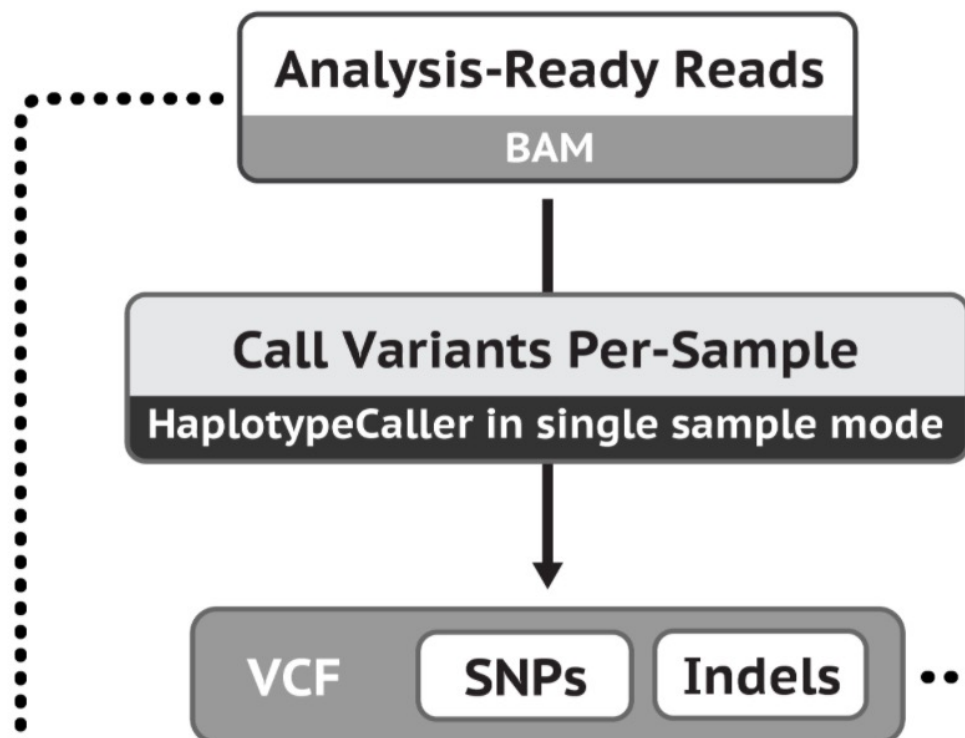 Analysis-Ready Reads
BAM
Call Variants Per-Sample
HaplotypeCaller in single sample mode
VCF SNPs Indels